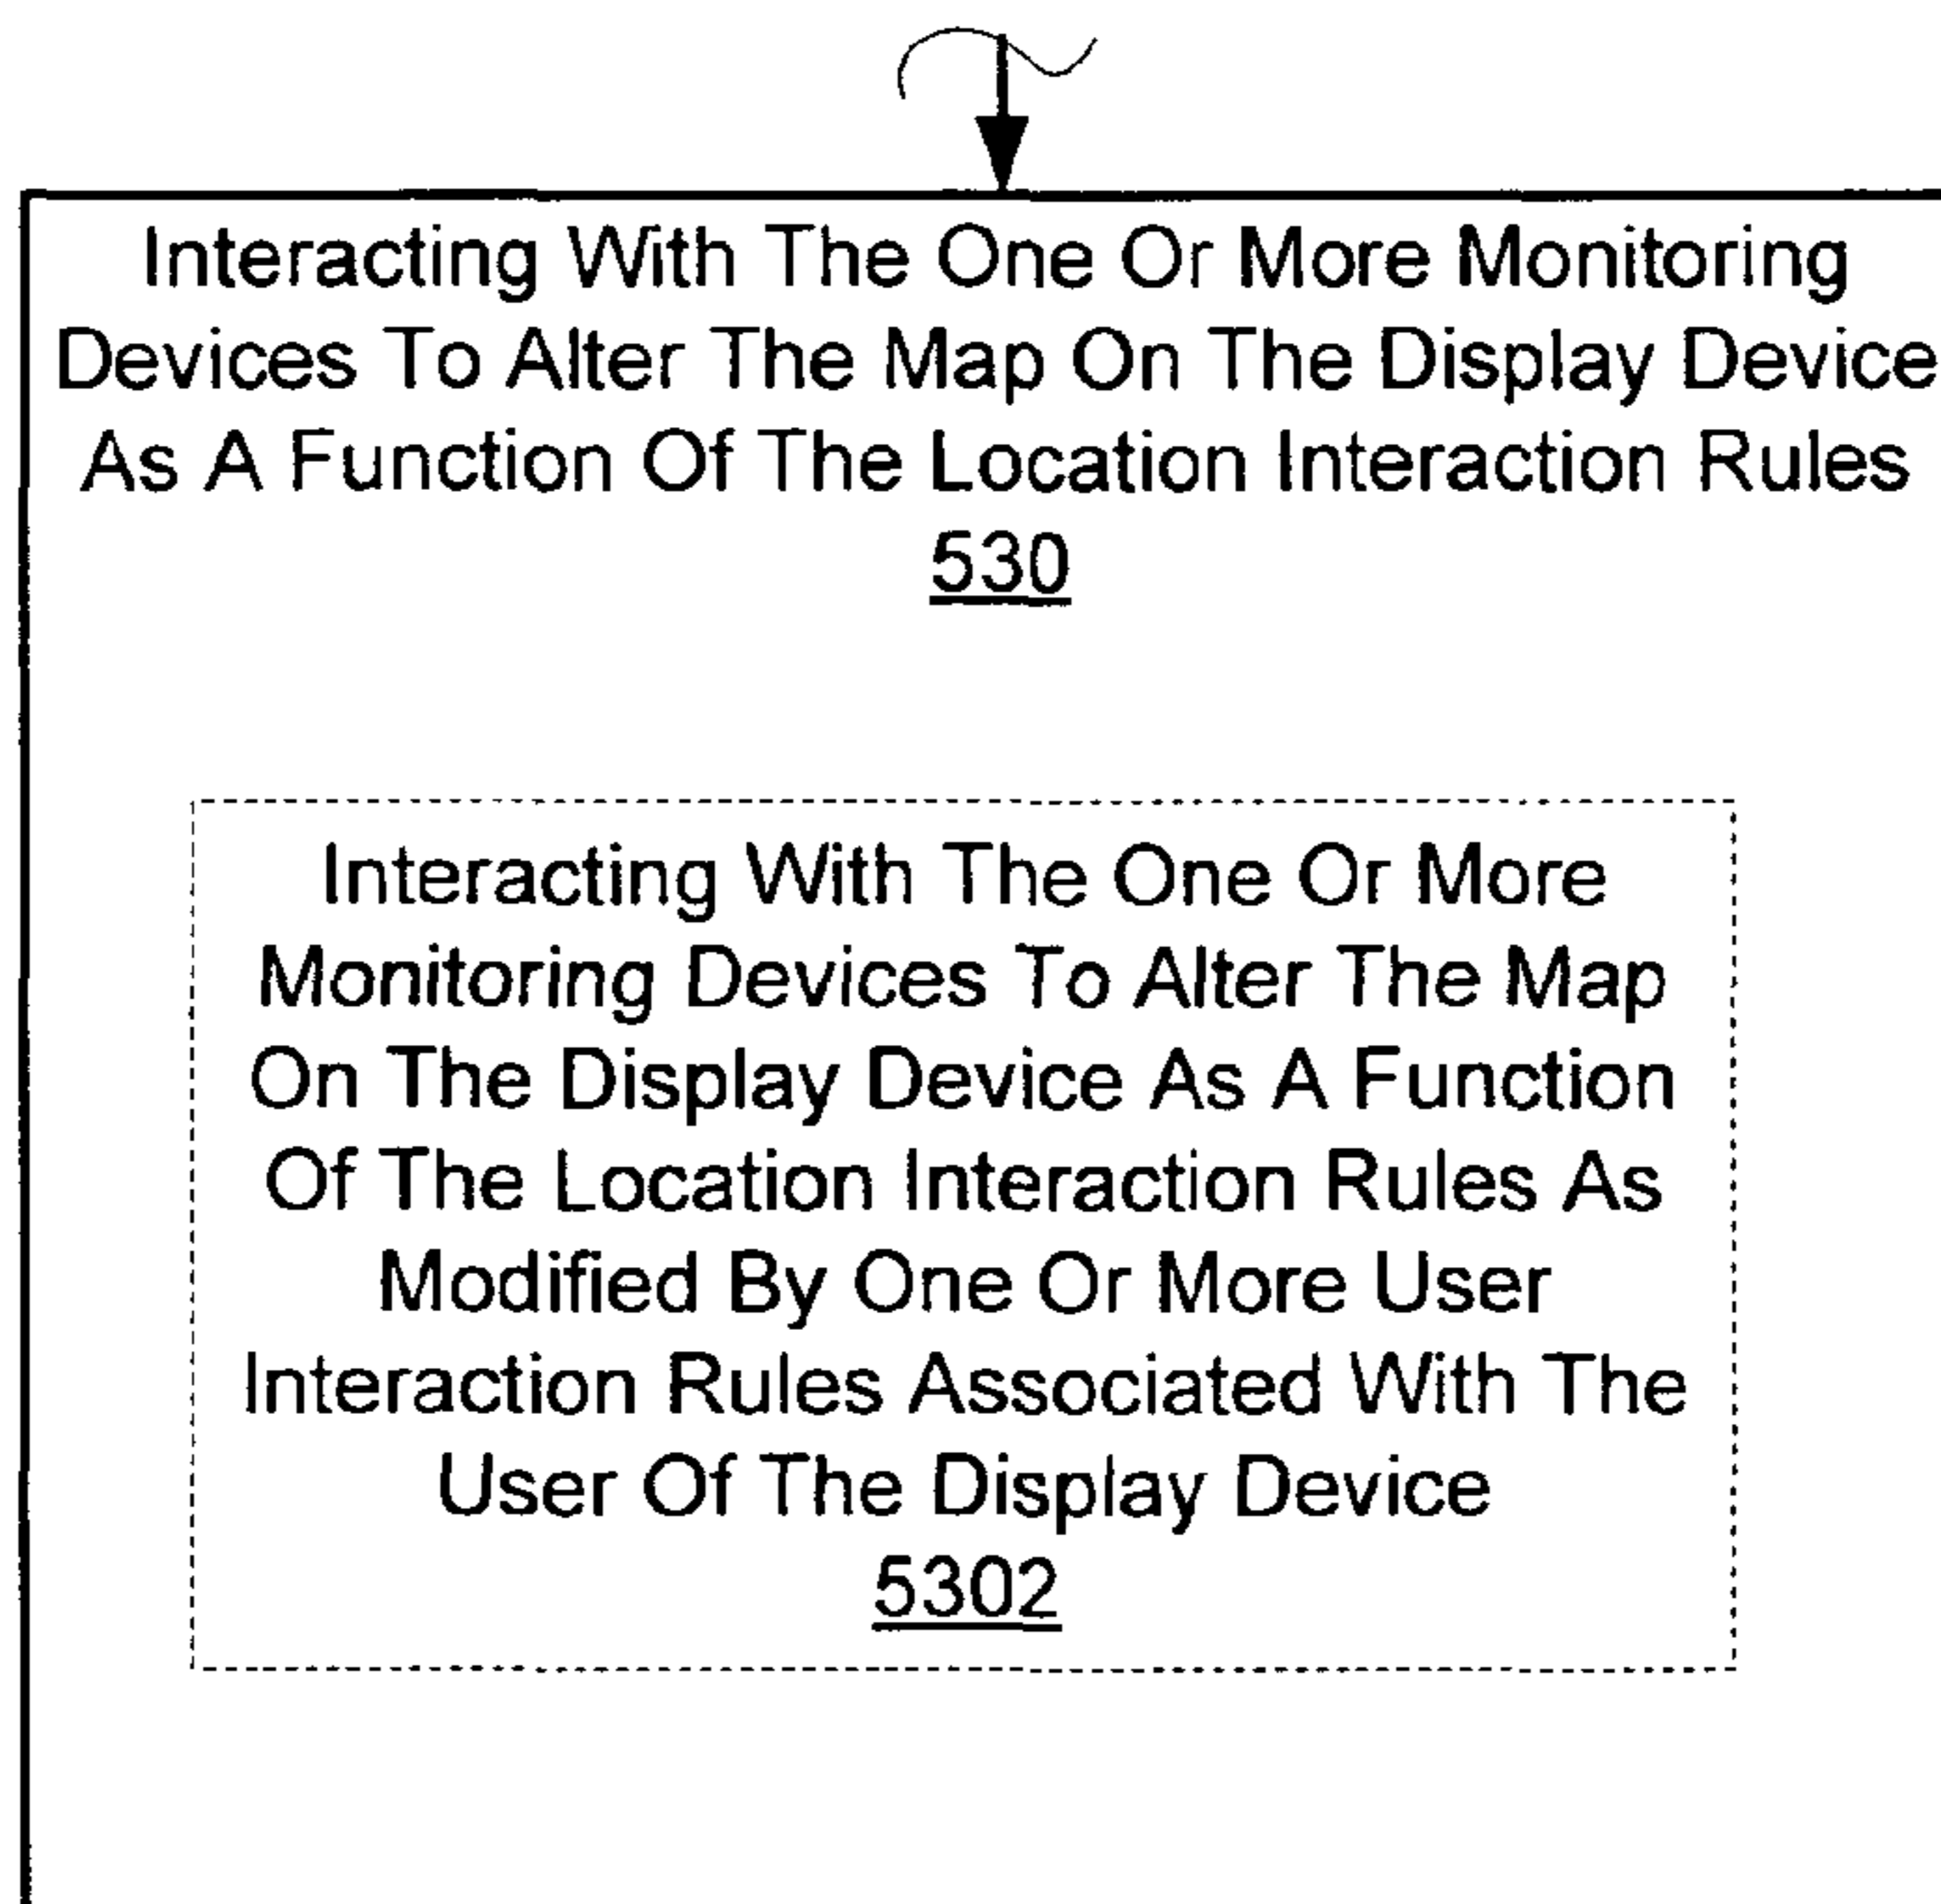 Interacting With The One Or More Monitoring
Devices To Alter The Map On The Display Device
As A Function Of The Location Interaction Rules
530
Interacting With The One Or More
Monitoring Devices To Alter The Map
On The Display Device As A Function
Of The Location Interaction Rules As
Modified By One Or More User
Interaction Rules Associated With The
User Of The Display Device
5302